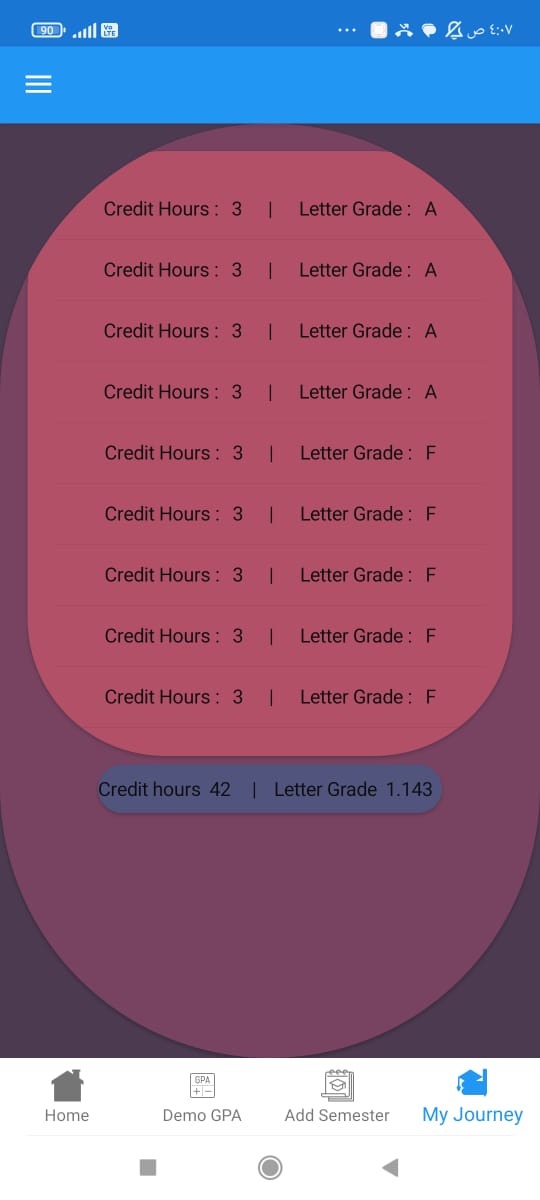 90 Vo LTE ٤:٠٧ ص
Credit Hours : 3 | Letter Grade : A
Credit Hours : 3 | Letter Grade : A
Credit Hours : 3 | Letter Grade : A
Credit Hours : 3 | Letter Grade : A
Credit Hours : 3 | Letter Grade : F
Credit Hours : 3 | Letter Grade : F
Credit Hours : 3 | Letter Grade : F
Credit Hours : 3 | Letter Grade : F
Credit Hours : 3 | Letter Grade : F
Credit hours 42 | Letter Grade 1.143
GPA
Home Demo GPA Add Semester My Journey